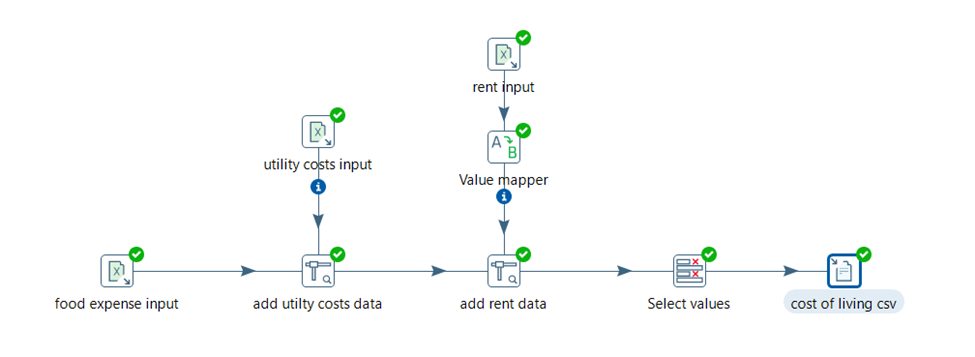 rent input
utility costs input
Value mapper
food expense input
add utilty costs data
add rent data
Select values
cost of living csv